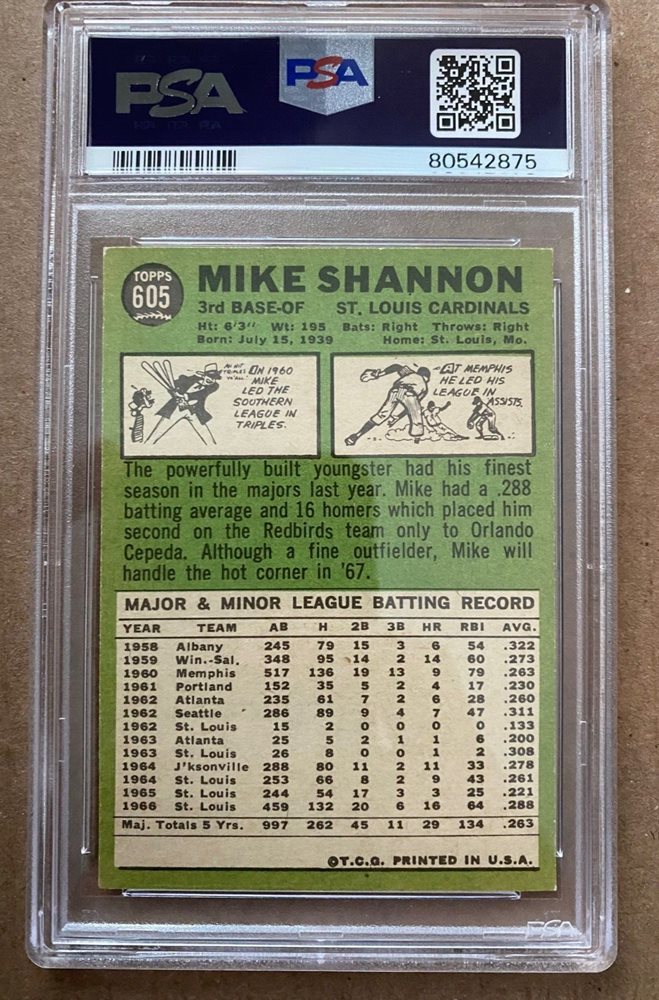 PSA
PSA
80542875
TOPPS
605
MIKE SHANNON
3rd BASE-OF ST. LOUIS CARDINALS
Ht: 6'3" Wt: 195 Bats: Right Throws: Right
Born: July 15, 1939 Home: St. Louis, Mo.
IN 1960
MIKE
LED THE
SOUTHERN
LEAGUE IN
TRIPLES.
AT MEMPHIS
HE LED HIS
LEAGUE IN
ASSISTS.
The powerfully built youngster had his finest
season in the majors last year. Mike had a .288
batting average and 16 homers which placed him
second on the Redbirds team only to Orlando
Cepeda. Although a fine outfielder, Mike will
handle the hot corner in '67.
MAJOR & MINOR LEAGUE BATTING RECORD
YEAR TEAM AB H 2B 3B HR RBI AVG.
1958 Albany 245 79 15 3 6 54 .322
1959 Win.-Sal. 348 95 14 2 14 60 .273
1960 Memphis 517 136 19 13 9 79 .263
1961 Portland 152 35 5 2 4 17 .230
1962 Atlanta 235 61 7 2 6 28 .260
1962 Seattle 286 89 9 4 7 47 .311
1962 St. Louis 15 2 0 0 0 0 .133
1963 Atlanta 25 5 2 1 1 6 .200
1963 St. Louis 26 8 0 0 1 2 .308
1964 J'ksonville 288 80 11 2 11 33 .278
1964 St. Louis 253 66 8 2 9 43 .261
1965 St. Louis 244 54 17 3 3 25 .221
1966 St. Louis 459 132 20 6 16 64 .288
Maj. Totals 5 Yrs. 997 262 45 11 29 134 .263
©T.C.G. PRINTED IN U.S.A.
PSA